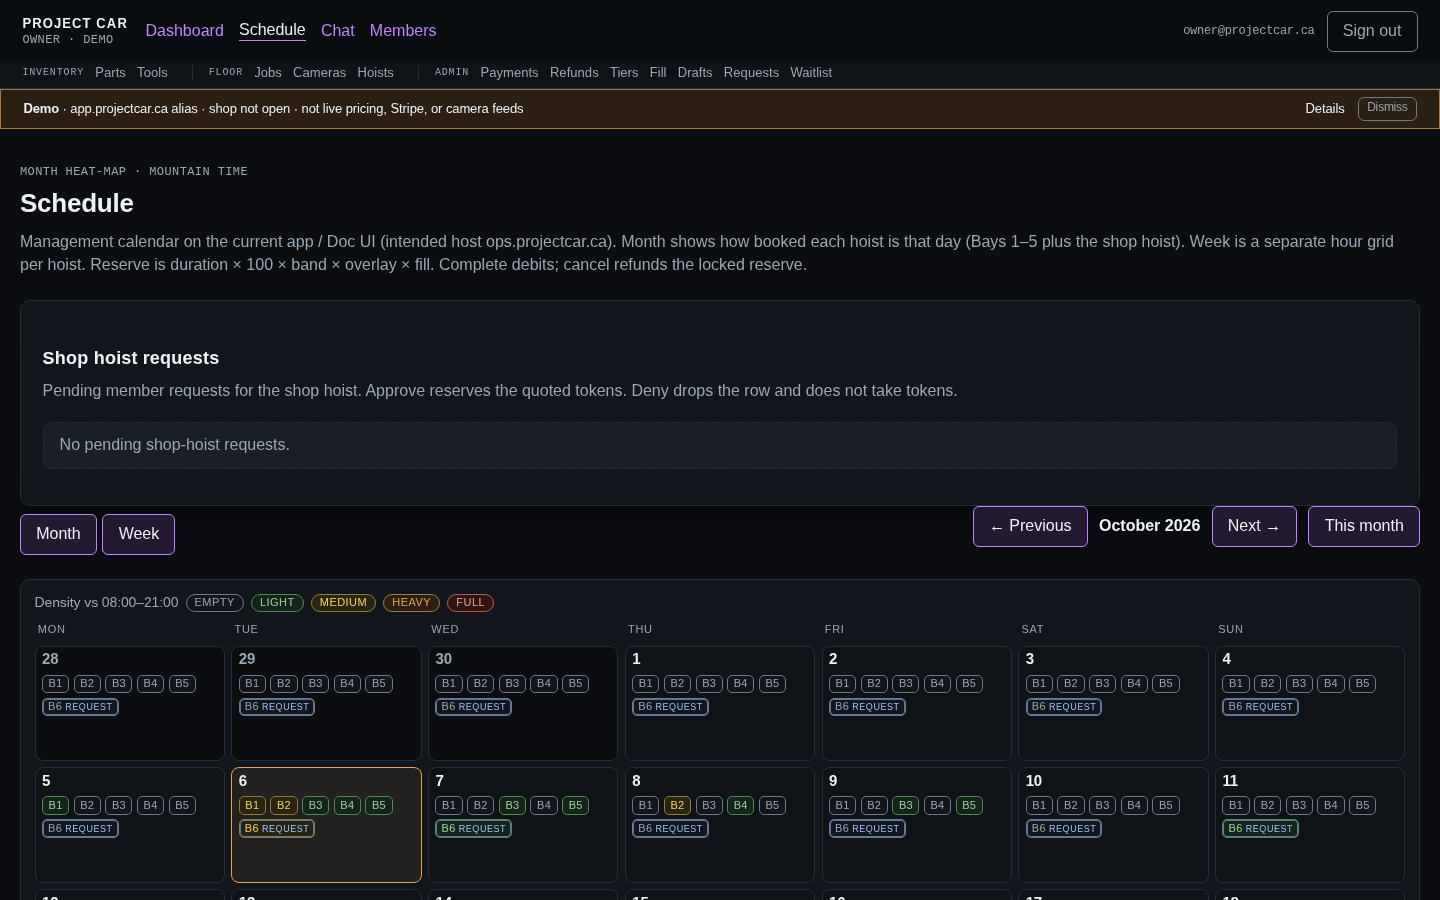 PROJECT CAR
OWNER · DEMO
Dashboard Schedule Chat Members
owner@projectcar.ca Sign out
INVENTORY Parts Tools FLOOR Jobs Cameras Hoists ADMIN Payments Refunds Tiers Fill Drafts Requests Waitlist
Demo · app.projectcar.ca alias · shop not open · not live pricing, Stripe, or camera feeds
Details Dismiss
MONTH HEAT-MAP · MOUNTAIN TIME
Schedule
Management calendar on the current app / Doc UI (intended host ops.projectcar.ca). Month shows how booked each hoist is that day (Bays 1–5 plus the shop hoist). Week is a separate hour grid
per hoist. Reserve is duration × 100 × band × overlay × fill. Complete debits; cancel refunds the locked reserve.
Shop hoist requests
Pending member requests for the shop hoist. Approve reserves the quoted tokens. Deny drops the row and does not take tokens.
No pending shop-hoist requests.
Month Week
← Previous October 2026 Next → This month
Density vs 08:00–21:00 EMPTY LIGHT MEDIUM HEAVY FULL
MON TUE WED THU FRI SAT SUN
28 29 30 1 2 3 4
B1 B2 B3 B4 B5 B1 B2 B3 B4 B5 B1 B2 B3 B4 B5 B1 B2 B3 B4 B5 B1 B2 B3 B4 B5 B1 B2 B3 B4 B5 B1 B2 B3 B4 B5
B6 REQUEST B6 REQUEST B6 REQUEST B6 REQUEST B6 REQUEST B6 REQUEST B6 REQUEST
5 6 7 8 9 10 11
B1 B2 B3 B4 B5 B1 B2 B3 B4 B5 B1 B2 B3 B4 B5 B1 B2 B3 B4 B5 B1 B2 B3 B4 B5 B1 B2 B3 B4 B5 B1 B2 B3 B4 B5
B6 REQUEST B6 REQUEST B6 REQUEST B6 REQUEST B6 REQUEST B6 REQUEST B6 REQUEST